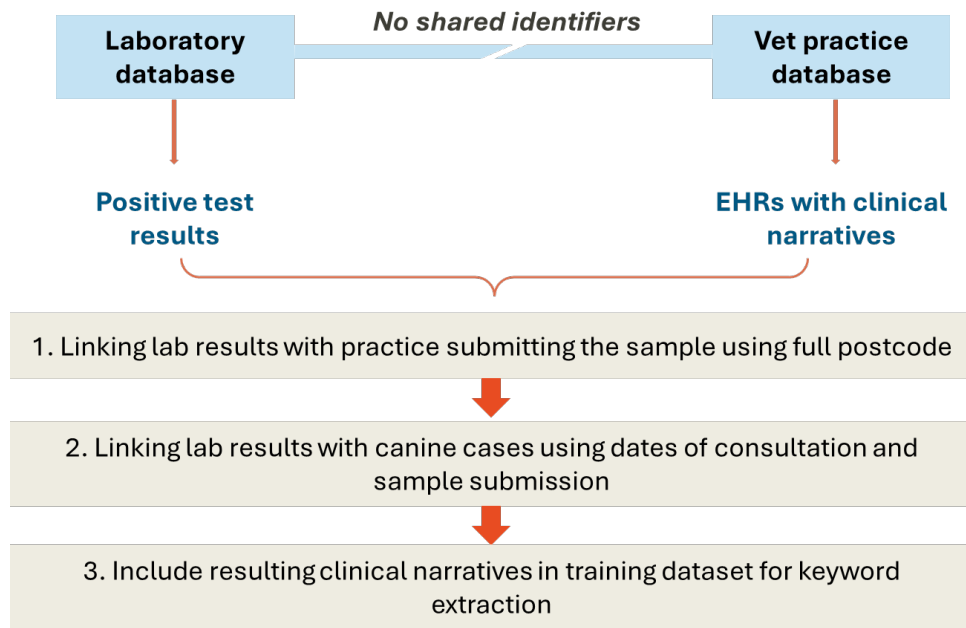 No shared identifiers
Laboratory
database
Vet practice
database
Positive test
results
EHRs with clinical
narratives
1. Linking lab results with practice submitting the sample using full postcode
2. Linking lab results with canine cases using dates of consultation and
sample submission
3. Include resulting clinical narratives in training dataset for keyword
extraction